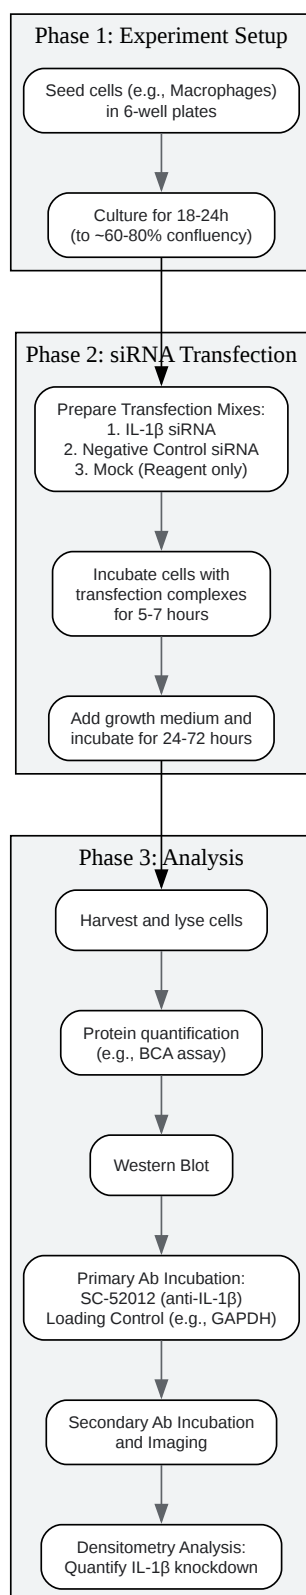 Phase 1: Experiment Setup
Seed cells (e.g., Macrophages)
in 6-well plates
Culture for 18-24h
(to ~60-80% confluency)
Phase 2: siRNA Transfection
Prepare Transfection Mixes:
1. IL-1β siRNA
2. Negative Control siRNA
3. Mock (Reagent only)
Incubate cells with
transfection complexes
for 5-7 hours
Add growth medium and
incubate for 24-72 hours
Phase 3: Analysis
Harvest and lyse cells
Protein quantification
(e.g., BCA assay)
Western Blot
Primary Ab Incubation:
SC-52012 (anti-IL-1β)
Loading Control (e.g., GAPDH)
Secondary Ab Incubation
and Imaging
Densitometry Analysis:
Quantify IL-1β knockdown